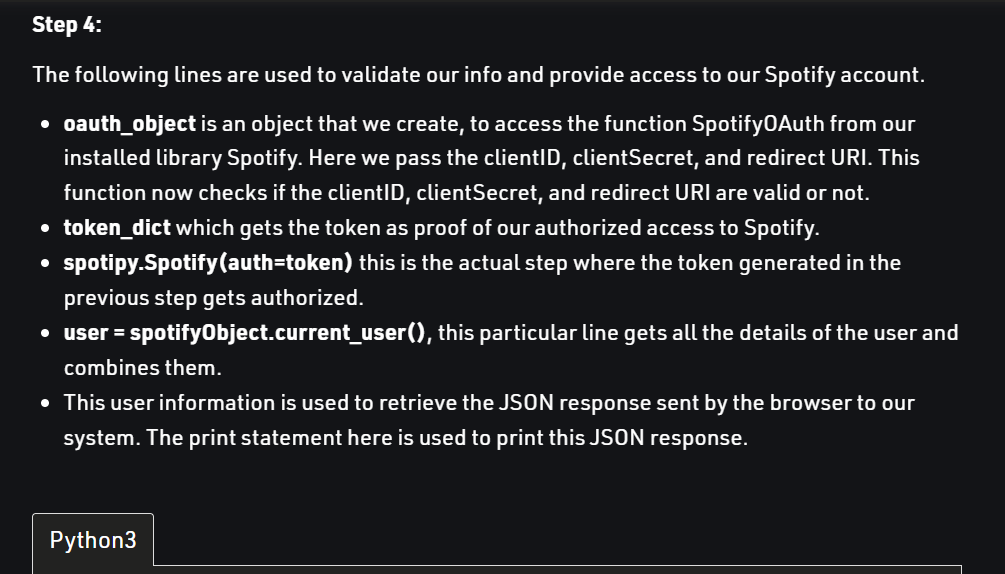 Step 4:
The following lines are used to validate our info and provide access to our Spotify account.
• oauth_object is an object that we create, to access the function SpotifyOAuth from our
installed library Spotify. Here we pass the clientID, clientSecret, and redirect URI. This
function now checks if the clientID, clientSecret, and redirect URI are valid or not.
• token_dict which gets the token as proof of our authorized access to Spotify.
• spotipy.Spotify(auth=token) this is the actual step where the token generated in the
previous step gets authorized.
• user = spotifyObject.current_user(), this particular line gets all the details of the user and
combines them.
• This user information is used to retrieve the JSON response sent by the browser to our
system. The print statement here is used to print this JSON response.
Python3